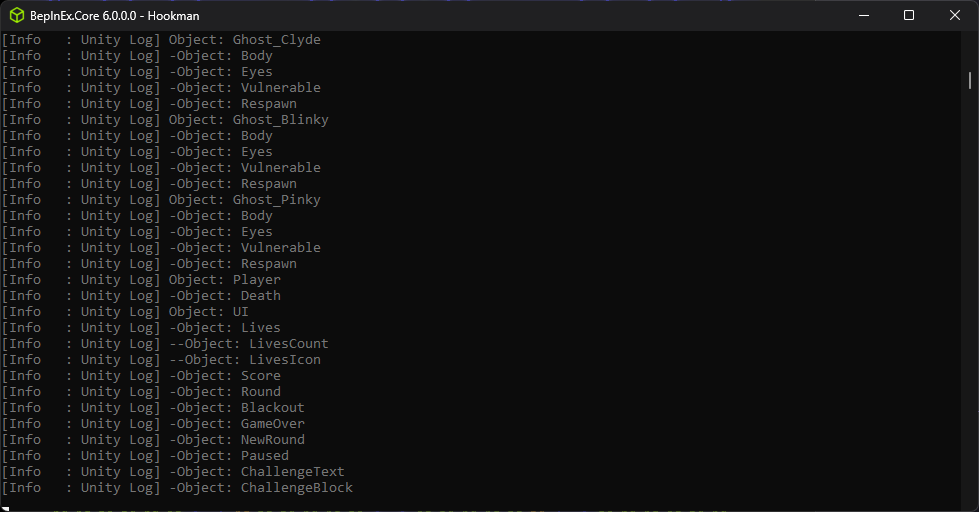 BepInEx.Core 6.0.0.0 - Hookman
[Info   : Unity Log] Object: Ghost_Clyde
[Info   : Unity Log] -Object: Body
[Info   : Unity Log] -Object: Eyes
[Info   : Unity Log] -Object: Vulnerable
[Info   : Unity Log] -Object: Respawn
[Info   : Unity Log] Object: Ghost_Blinky
[Info   : Unity Log] -Object: Body
[Info   : Unity Log] -Object: Eyes
[Info   : Unity Log] -Object: Vulnerable
[Info   : Unity Log] -Object: Respawn
[Info   : Unity Log] Object: Ghost_Pinky
[Info   : Unity Log] -Object: Body
[Info   : Unity Log] -Object: Eyes
[Info   : Unity Log] -Object: Vulnerable
[Info   : Unity Log] -Object: Respawn
[Info   : Unity Log] Object: Player
[Info   : Unity Log] -Object: Death
[Info   : Unity Log] Object: UI
[Info   : Unity Log] -Object: Lives
[Info   : Unity Log] --Object: LivesCount
[Info   : Unity Log] --Object: LivesIcon
[Info   : Unity Log] -Object: Score
[Info   : Unity Log] -Object: Round
[Info   : Unity Log] -Object: Blackout
[Info   : Unity Log] -Object: GameOver
[Info   : Unity Log] -Object: NewRound
[Info   : Unity Log] -Object: Paused
[Info   : Unity Log] -Object: ChallengeText
[Info   : Unity Log] -Object: ChallengeBlock